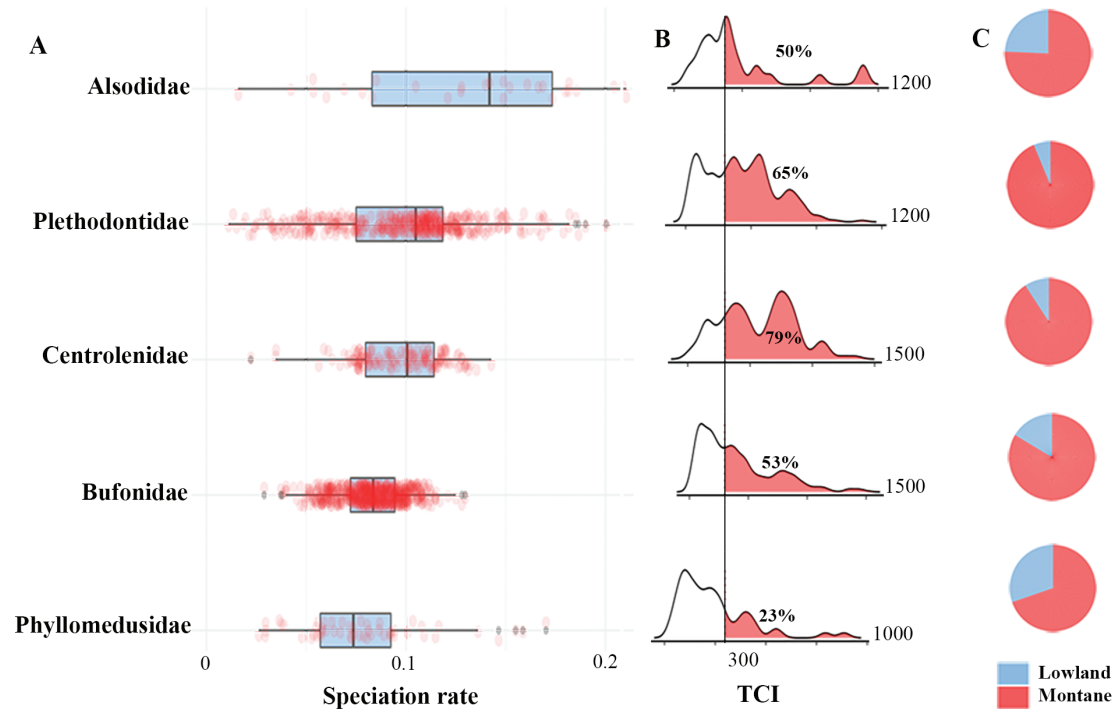 A
B
C
Alsodidae
50%
1200
Plethodontidae
65%
1200
Centrolenidae
79%
1500
Bufonidae
53%
1500
Phyllomedusidae
23%
1000
0
0.1
0.2
300
Speciation rate
TCI
Lowland
Montane